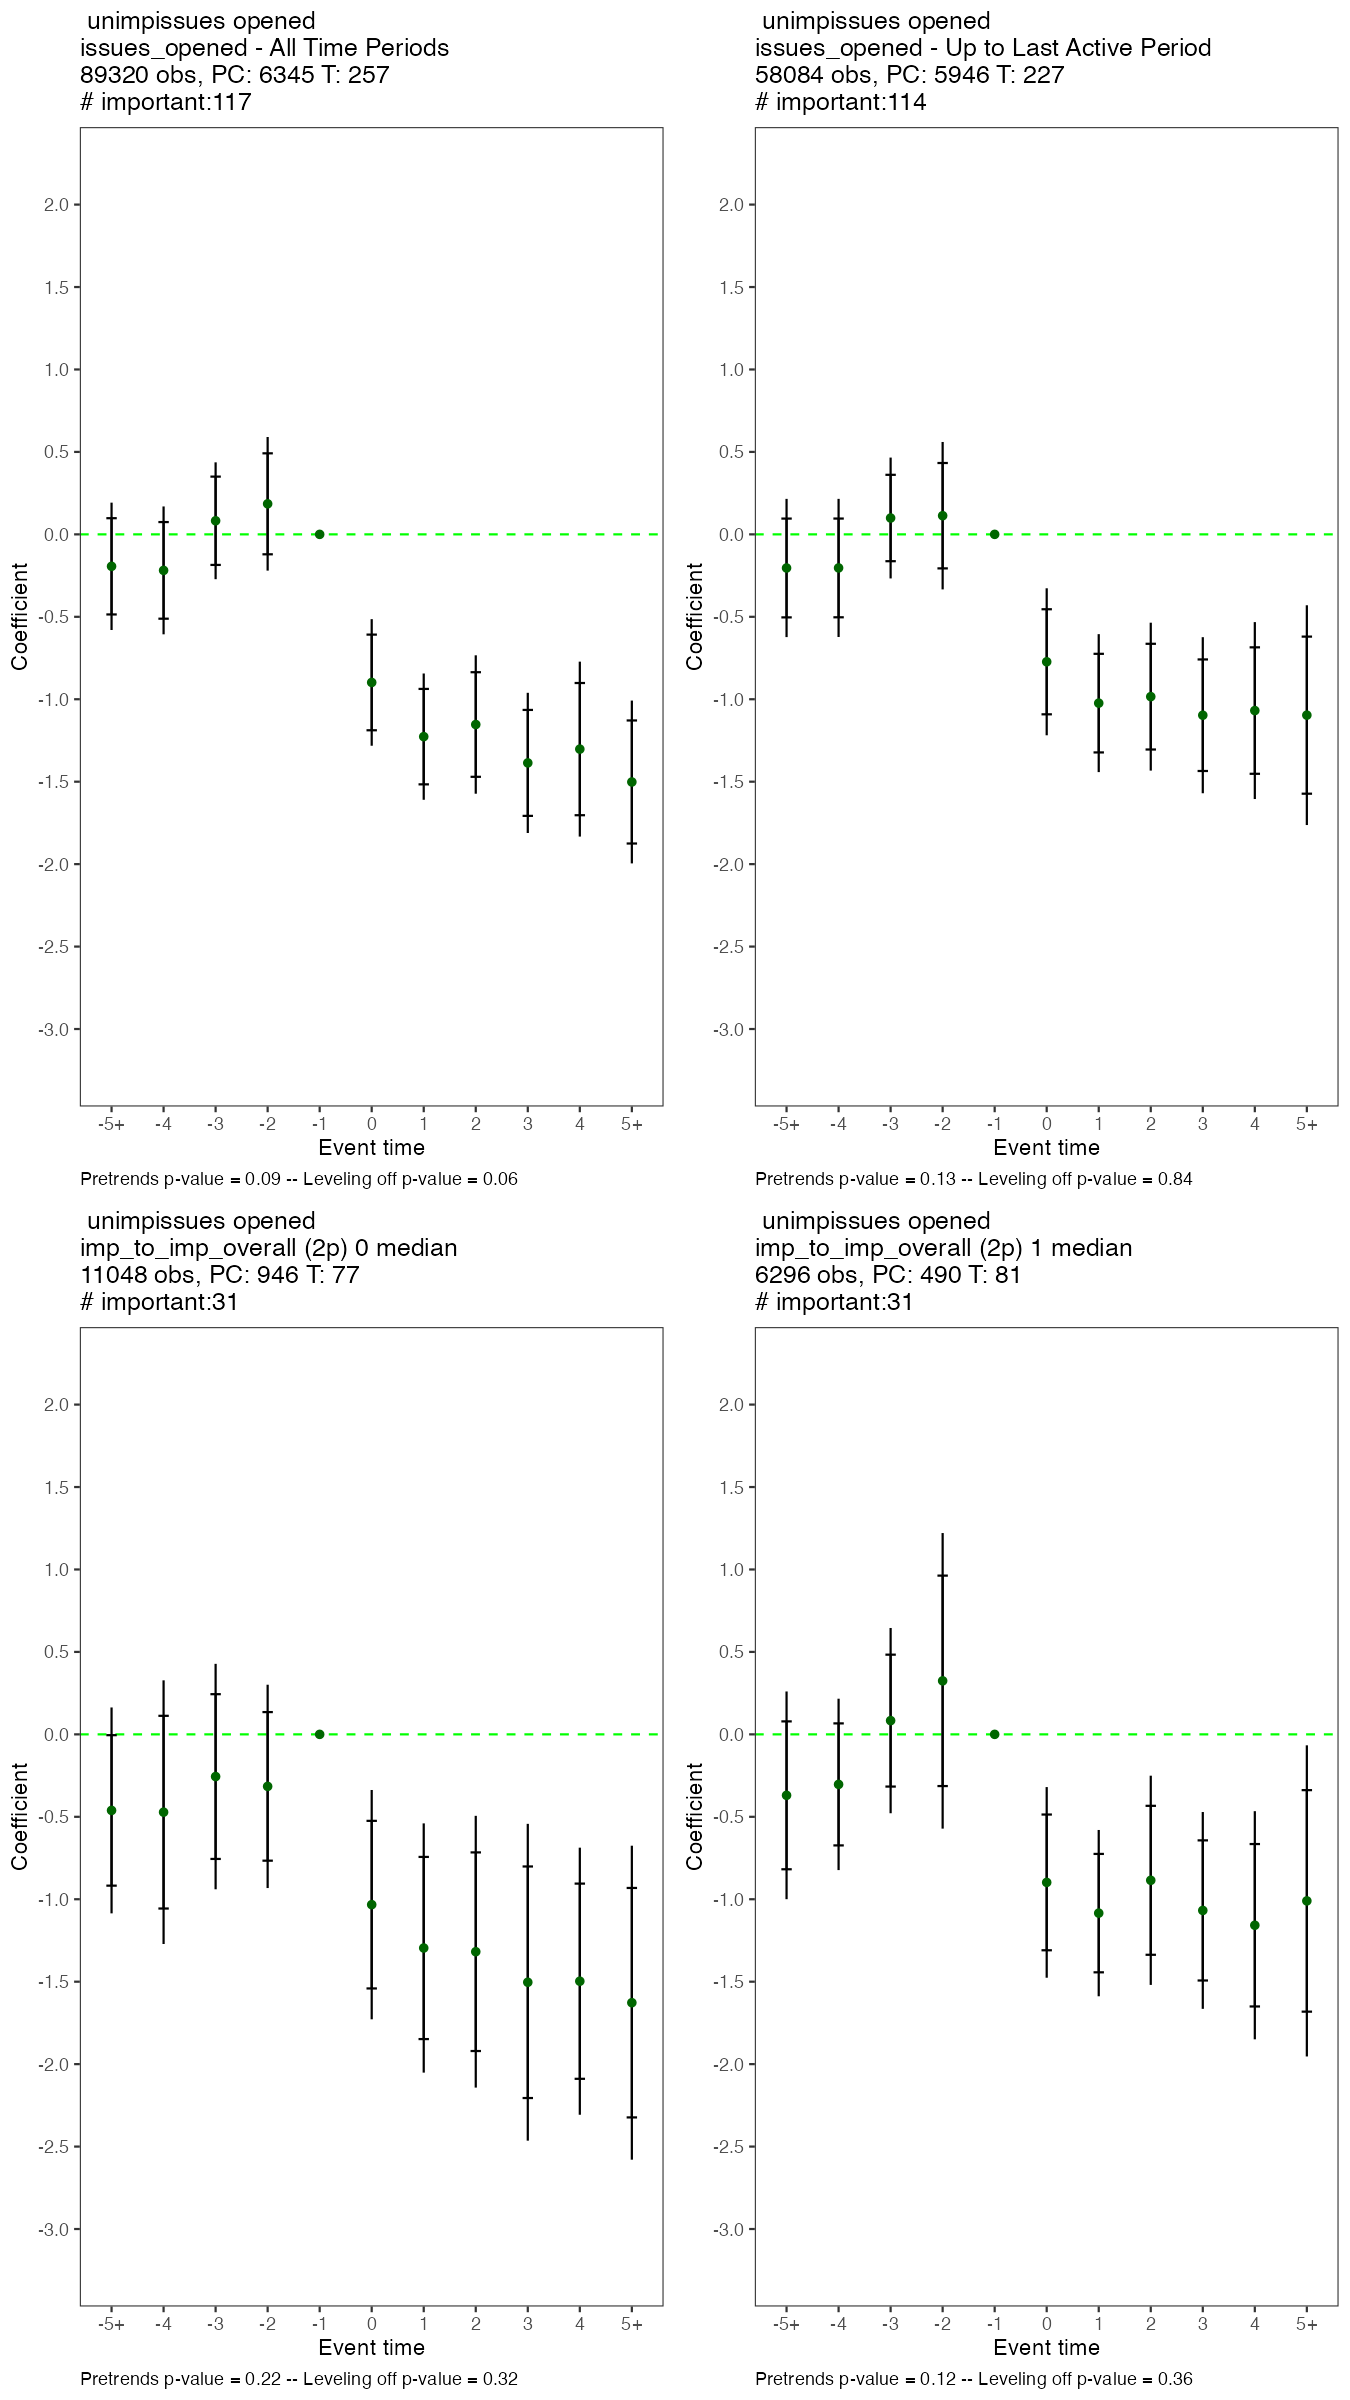 unimpissues opened
issues_opened - All Time Periods
89320 obs, PC: 6345 T: 257
# important:117
2.0
1.5
1.0
0.5
0.0
-0.5
-1.0
-1.5
-2.0
-2.5
-3.0
Coefficient
-5+ -4 -3 -2 -1 0 1 2 3 4 5+
Event time
Pretrends p-value = 0.09 -- Leveling off p-value = 0.06
unimpissues opened
issues_opened - Up to Last Active Period
58084 obs, PC: 5946 T: 227
# important:114
2.0
1.5
1.0
0.5
0.0
-0.5
-1.0
-1.5
-2.0
-2.5
-3.0
Coefficient
-5+ -4 -3 -2 -1 0 1 2 3 4 5+
Event time
Pretrends p-value = 0.13 -- Leveling off p-value = 0.84
unimpissues opened
imp_to_imp_overall (2p) 0 median
11048 obs, PC: 946 T: 77
# important:31
2.0
1.5
1.0
0.5
0.0
-0.5
-1.0
-1.5
-2.0
-2.5
-3.0
Coefficient
-5+ -4 -3 -2 -1 0 1 2 3 4 5+
Event time
Pretrends p-value = 0.22 -- Leveling off p-value = 0.32
unimpissues opened
imp_to_imp_overall (2p) 1 median
6296 obs, PC: 490 T: 81
# important:31
2.0
1.5
1.0
0.5
0.0
-0.5
-1.0
-1.5
-2.0
-2.5
-3.0
Coefficient
-5+ -4 -3 -2 -1 0 1 2 3 4 5+
Event time
Pretrends p-value = 0.12 -- Leveling off p-value = 0.36